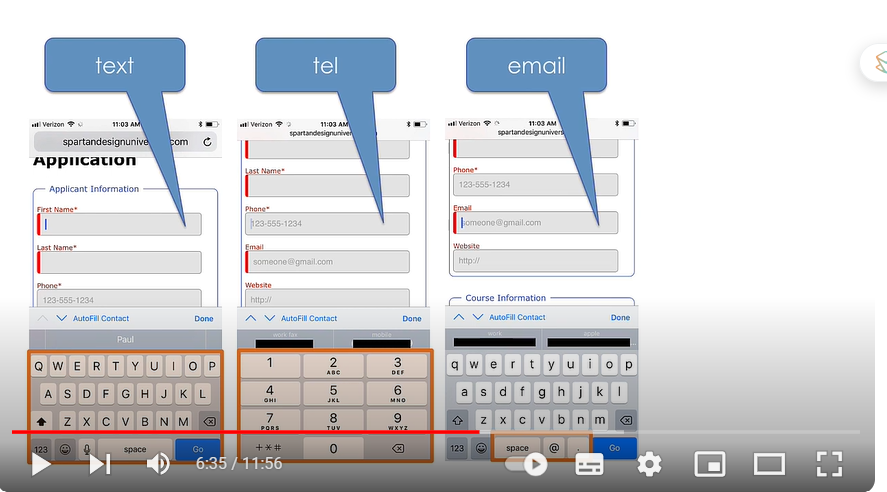 text
tel
email
Verizon 11:03 AM
spartandesignunive com
Application
Applicant Information
First Name*
Last Name*
Phone*
123-555-1234
AutoFill Contact Done
Paul
Q W E R T Y U I O P
A S D F G H J K L
Z X C V B N M
123 space Go
Verizon 11:03 AM
spartandesignunivers
Last Name*
Phone*
123-555-1234
Email
someone@gmail.com
Website
http://
AutoFill Contact Done
work fax mobile
1 2 ABC 3 DEF
4 GHI 5 JKL 6 MNO
7 PQRS 8 TUV 9 WXYZ
+*# 0
Verizon 11:03 AM
spartandesignunivers
Phone*
123-555-1234
Email
someone@gmail.com
Website
http://
Course Information
AutoFill Contact Done
work apple
q w e r t y u i o p
a s d f g h j k l
z x c v b n m
123 space @ . Go
6:35 / 11:56